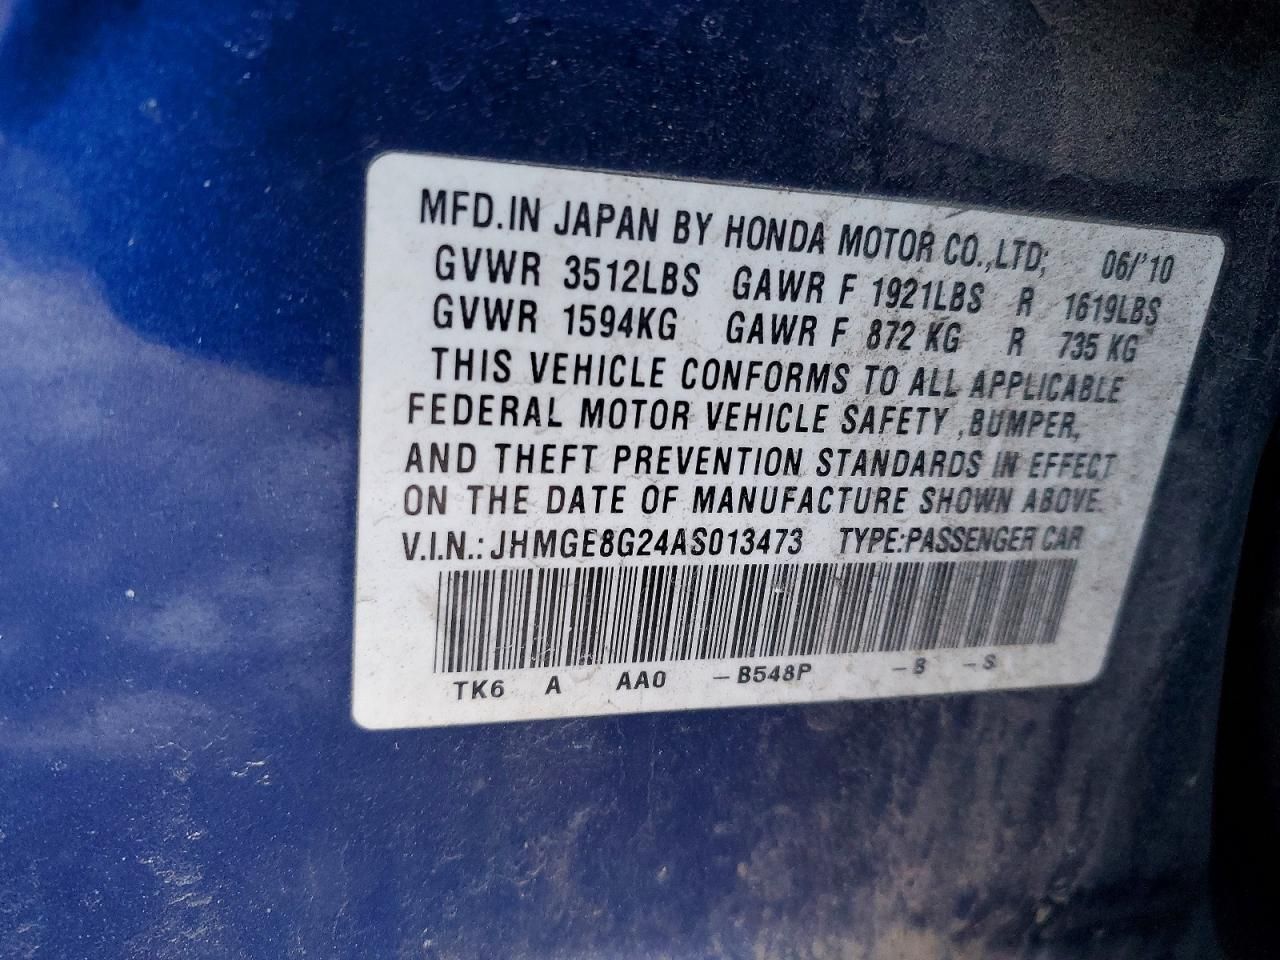 MFD.IN JAPAN BY HONDA MOTOR CO.,LTD; 06/'10
GVWR 3512LBS GAWR F 1921LBS R 1619LBS
GVWR 1594KG GAWR F 872 KG R 735 KG
THIS VEHICLE CONFORMS TO ALL APPLICABLE
FEDERAL MOTOR VEHICLE SAFETY ,BUMPER,
AND THEFT PREVENTION STANDARDS IN EFFECT
ON THE DATE OF MANUFACTURE SHOWN ABOVE.
V.I.N.: JHMGE8G24AS013473 TYPE:PASSENGER CAR
TK6 A AA0 -B548P -B -S